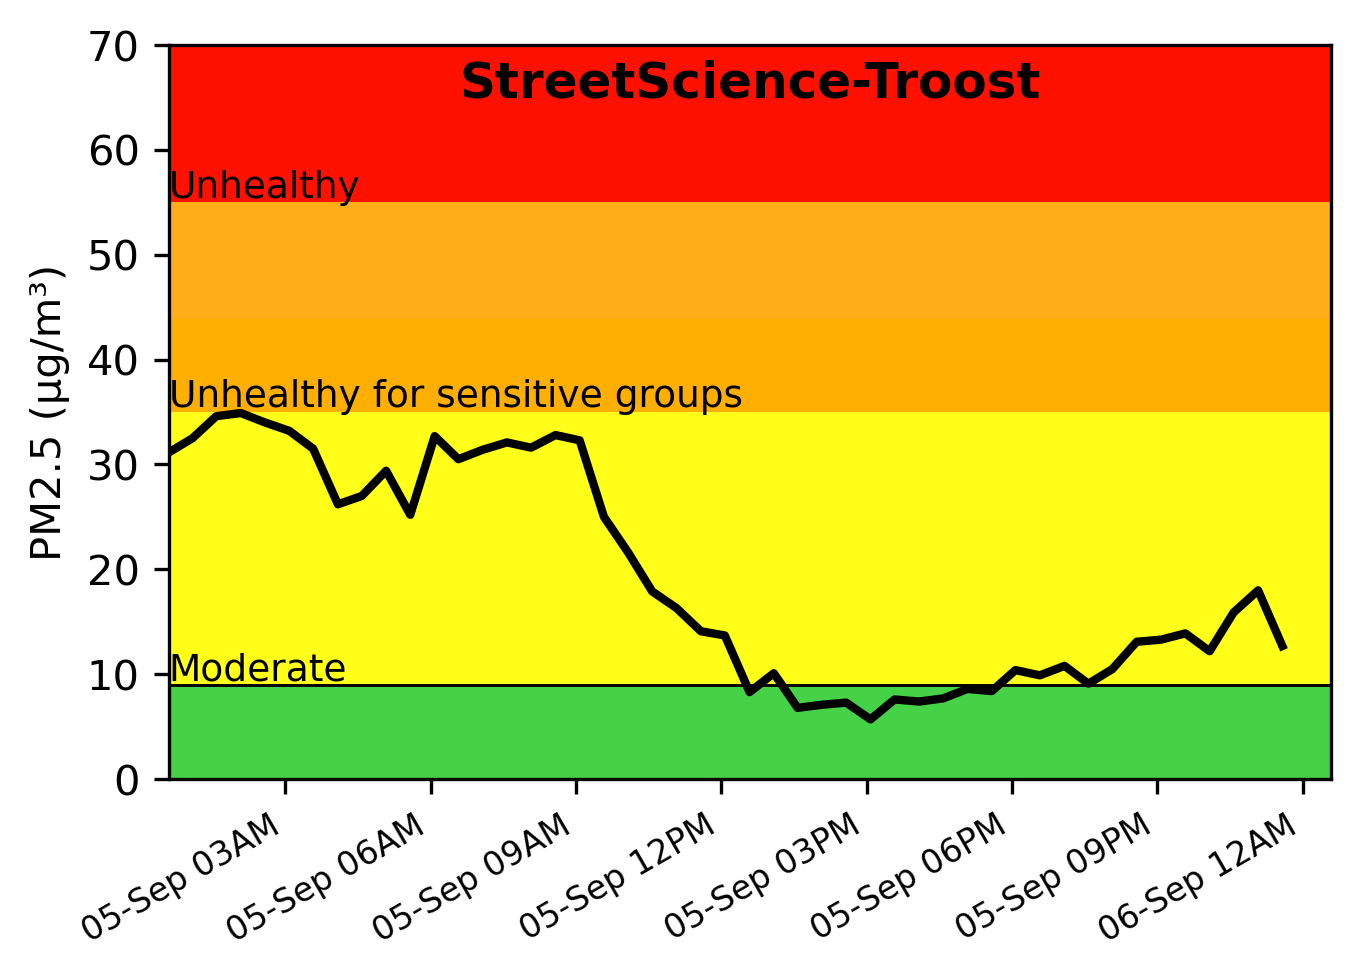 StreetScience-Troost
PM2.5 (µg/m³)
70
60
50
40
30
20
10
0
Unhealthy
Unhealthy for sensitive groups
Moderate
05-Sep 03AM
05-Sep 06AM
05-Sep 09AM
05-Sep 12PM
05-Sep 03PM
05-Sep 06PM
05-Sep 09PM
06-Sep 12AM